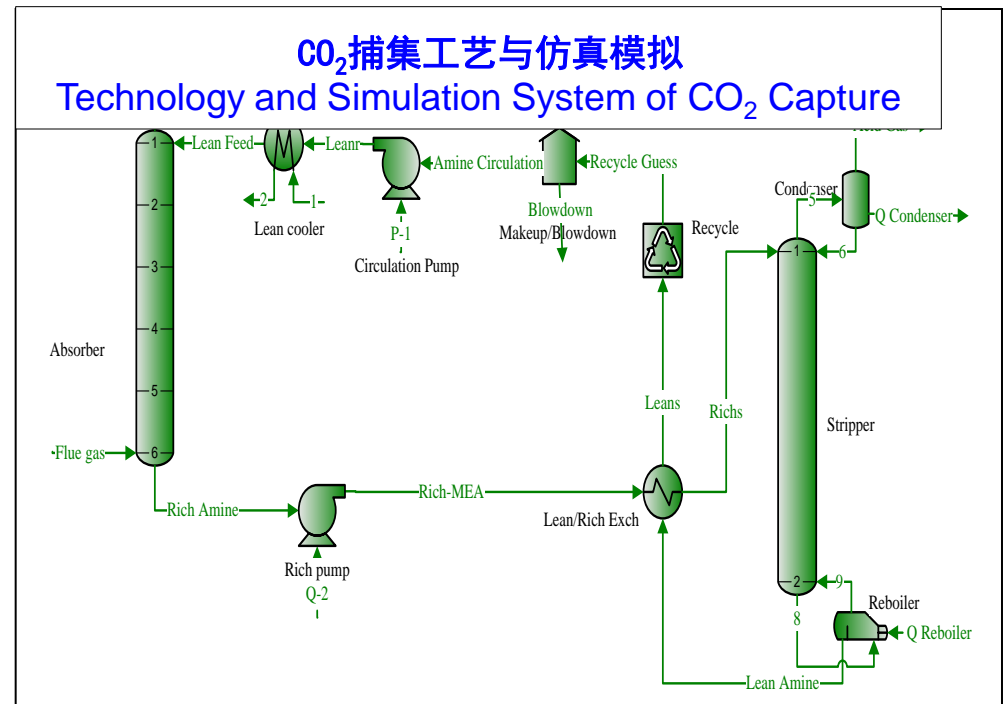 CO₂捕集工艺与仿真模拟
Technology and Simulation System of CO₂ Capture
Acid Gas
1
Lean Feed
Leanr
Amine Circulation
Recycle Guess
2
1
Lean cooler
P-1
Circulation Pump
Blowdown
Makeup/Blowdown
Recycle
Condenser
5
Q Condenser
1
6
2
3
4
5
6
Absorber
Flue gas
Rich Amine
Rich-MEA
Rich pump
Q-2
Leans
Richs
Lean/Rich Exch
Stripper
2
9
8
Reboiler
Q Reboiler
Lean Amine